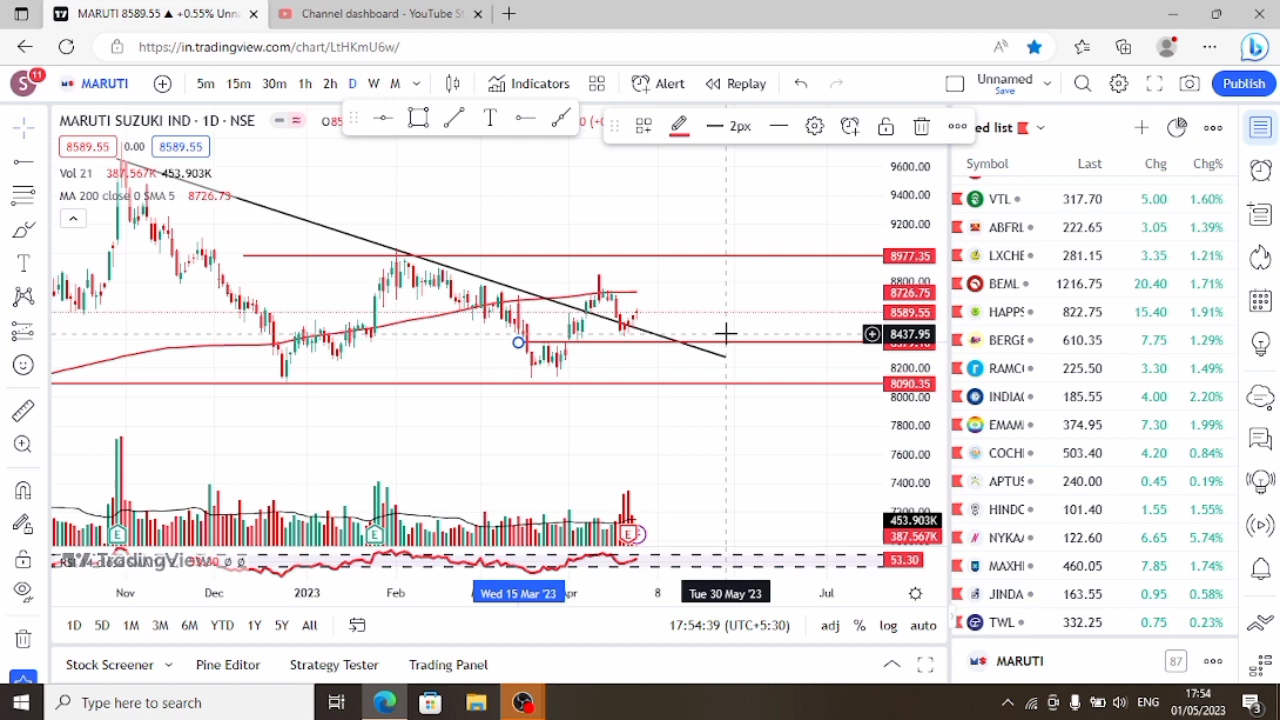 MARUTI 8589.55 ▲ +0.55% Unna
Channel dashboard - YouTube St
https://in.tradingview.com/chart/LtHKmU6w/
S 11 MARUTI 5m 15m 30m 1h 2h D W M Indicators Alert Replay Unnamed Save Publish
MARUTI SUZUKI IND · 1D · NSE
2px
ed list
8589.55 0.00 8589.55
Vol 21 387.567K 453.903K
MA 200 close 0 SMA 5 8726.73
Symbol Last Chg Chg%
VTL 317.70 5.00 1.60%
ABFRL 222.65 3.05 1.39%
LXCHE 281.15 3.35 1.21%
BEML 1216.75 20.40 1.71%
HAPPS 822.75 15.40 1.91%
BERGE 610.35 7.75 1.29%
RAMC 225.50 3.30 1.49%
INDIA 185.55 4.00 2.20%
EMAM 374.95 7.30 1.99%
COCH 503.40 4.20 0.84%
APTUS 240.00 0.45 0.19%
HINDC 101.40 1.55 1.55%
NYKA 122.60 6.65 5.74%
MAXHI 460.05 7.85 1.74%
JINDA 163.55 0.95 0.58%
TWL 332.25 0.75 0.23%
9600.00
9400.00
9200.00
8977.35
8800.00
8726.75
8589.55
8437.95
8200.00
8090.35
8000.00
7800.00
7600.00
7400.00
453.903K
387.567K
53.30
TradingView
Nov Dec 2023 Feb Wed 15 Mar '23 Apr 8 Tue 30 May '23 Jul
1D 5D 1M 3M 6M YTD 1Y 5Y All
17:54:39 (UTC+5:30) adj % log auto
Stock Screener Pine Editor Strategy Tester Trading Panel
MARUTI 87
Type here to search
ENG
17:54
01/05/2023
3